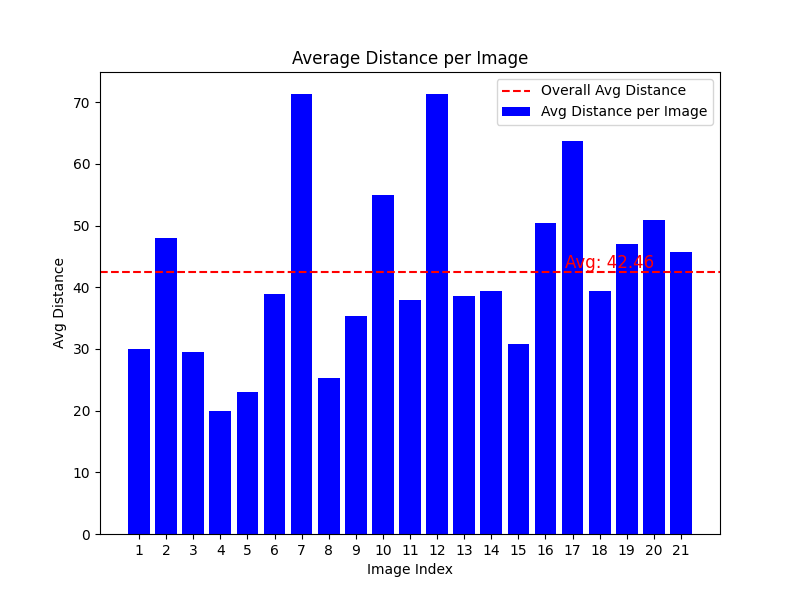 Average Distance per Image
Overall Avg Distance
Avg Distance per Image
70
60
50
40
30
20
10
0
Avg Distance
Avg: 42.46
1 2 3 4 5 6 7 8 9 10 11 12 13 14 15 16 17 18 19 20 21
Image Index